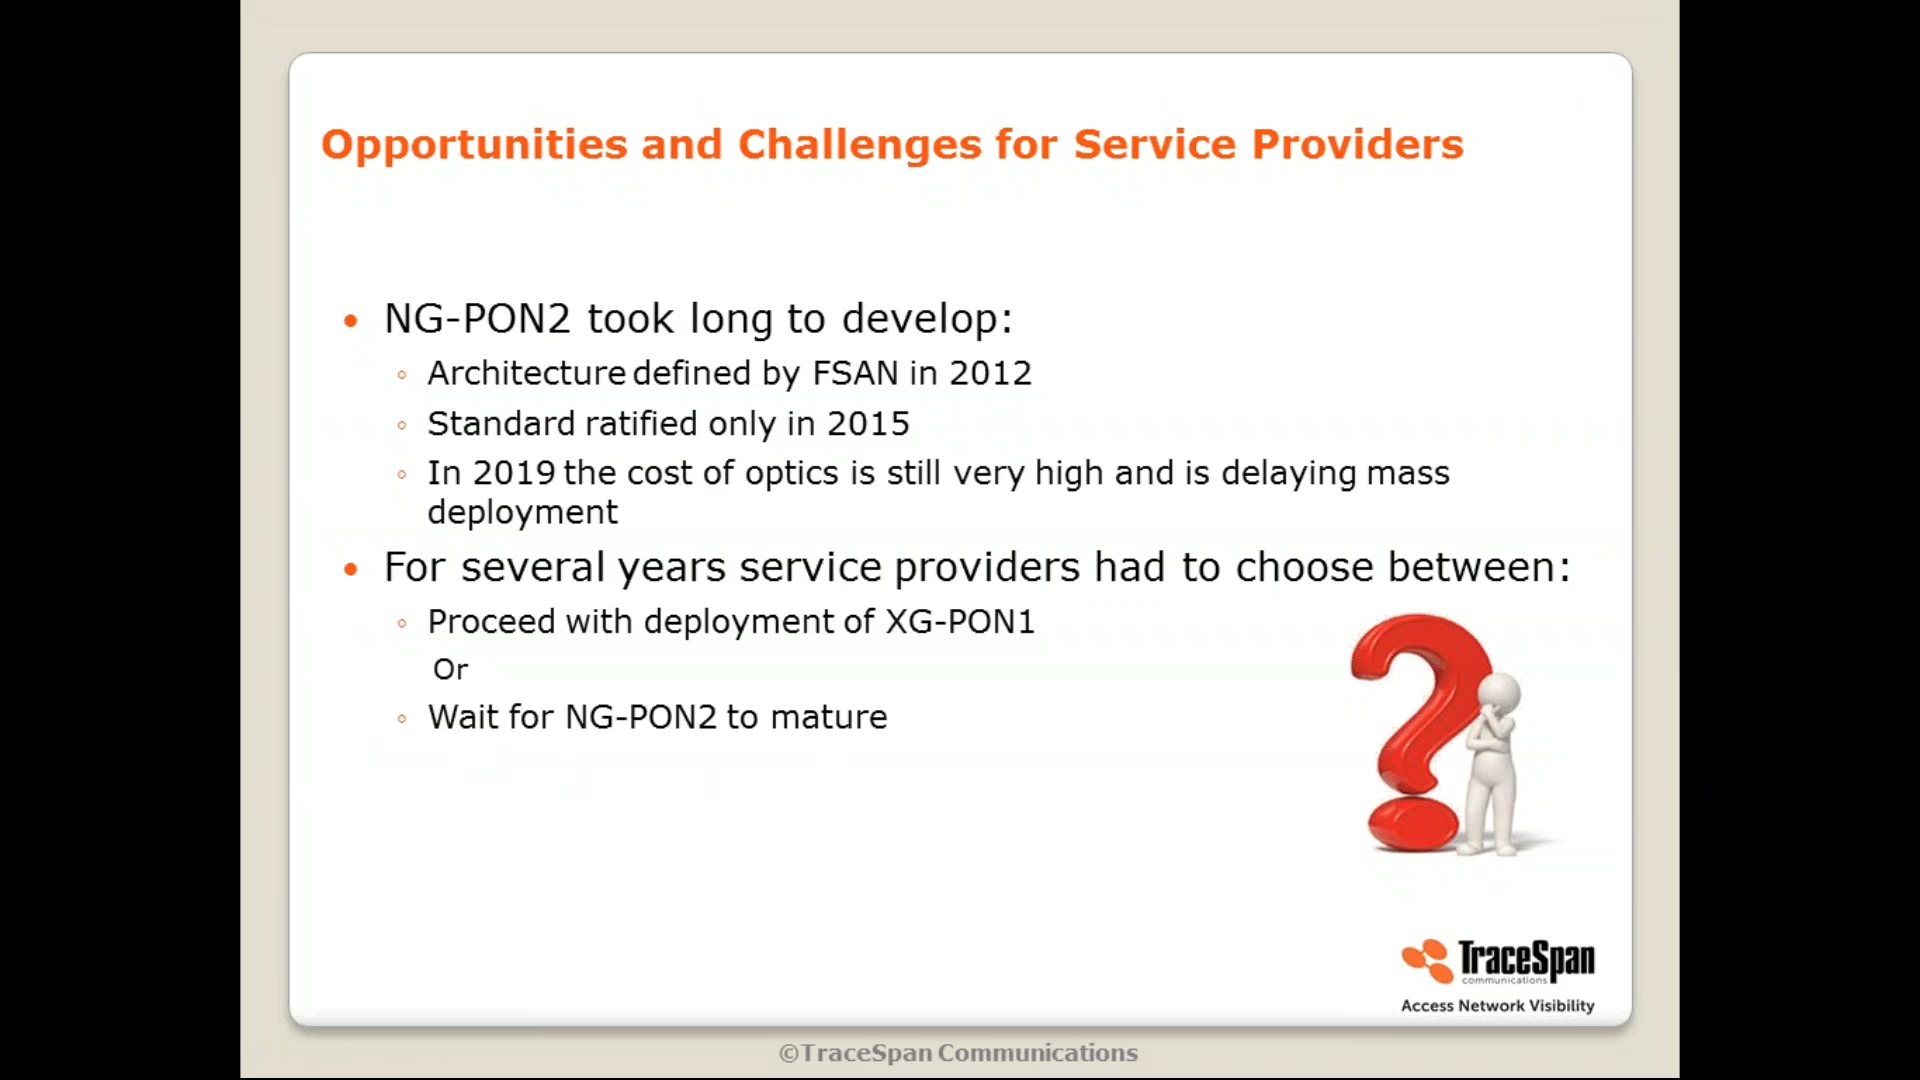 Opportunities and Challenges for Service Providers
• NG-PON2 took long to develop:
◦ Architecture defined by FSAN in 2012
◦ Standard ratified only in 2015
◦ In 2019 the cost of optics is still very high and is delaying mass
deployment
• For several years service providers had to choose between:
◦ Proceed with deployment of XG-PON1
Or
◦ Wait for NG-PON2 to mature
?
TraceSpan
communications
Access Network Visibility
©TraceSpan Communications